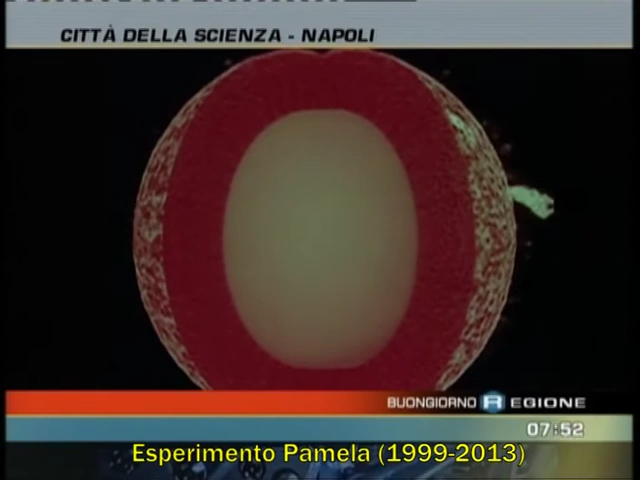 CITTÀ DELLA SCIENZA - NAPOLI
BUONGIORNO REGIONE
07:52
Esperimento Pamela (1999-2013)